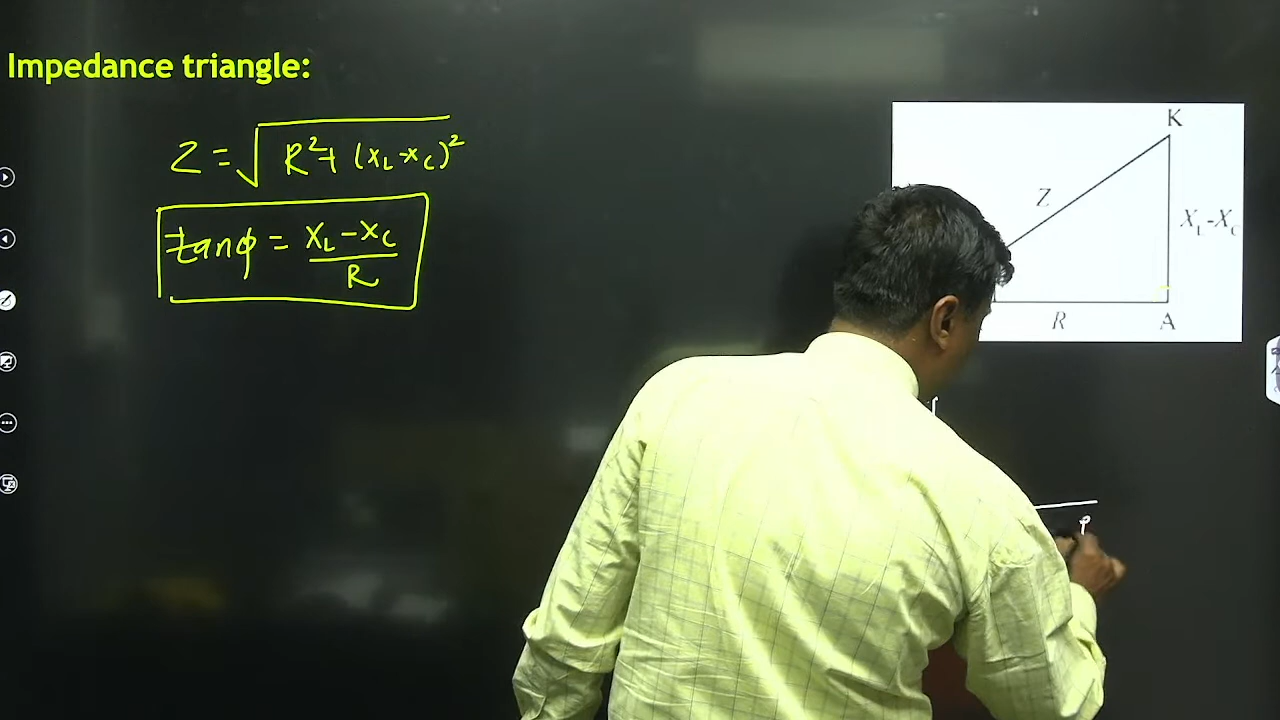 Impedance triangle:
Z = √R²+ (XL-XC)²
tanϕ = XL-XC
R
K
Z
XL-XC
R
A